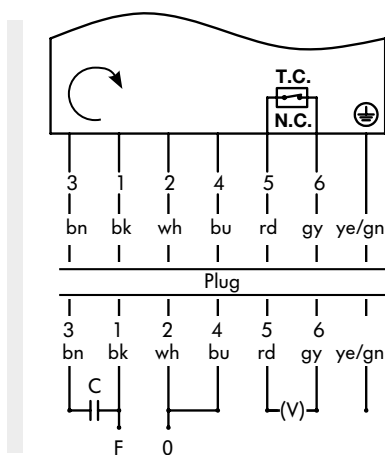 T.C.
N.C.
3 1 2 4 5 6
bn bk wh bu rd gy ye/gn
Plug
3 1 2 4 5 6
bn bk wh bu rd gy ye/gn
C (V)
F 0